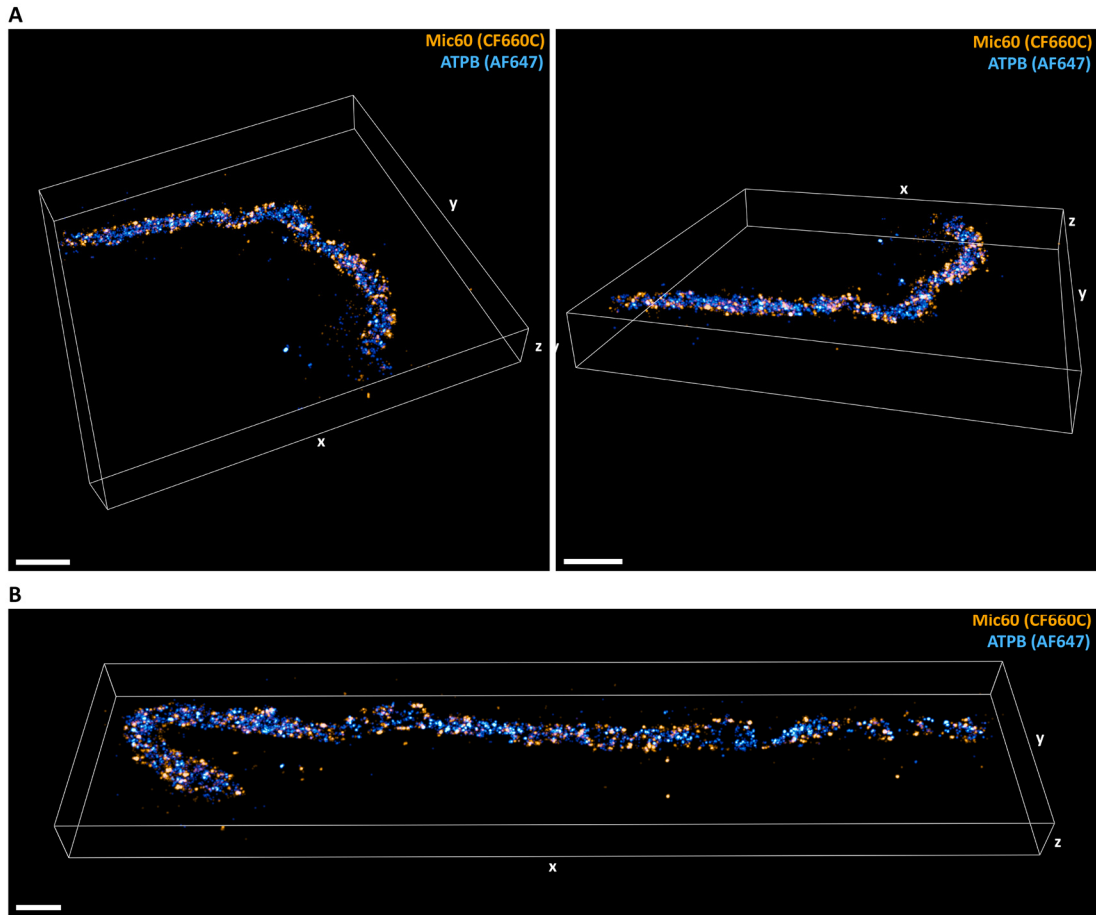 A
Mic60 (CF660C)
ATPB (AF647)
y
z
x
Mic60 (CF660C)
ATPB (AF647)
x
z
y
y
B
Mic60 (CF660C)
ATPB (AF647)
y
z
x